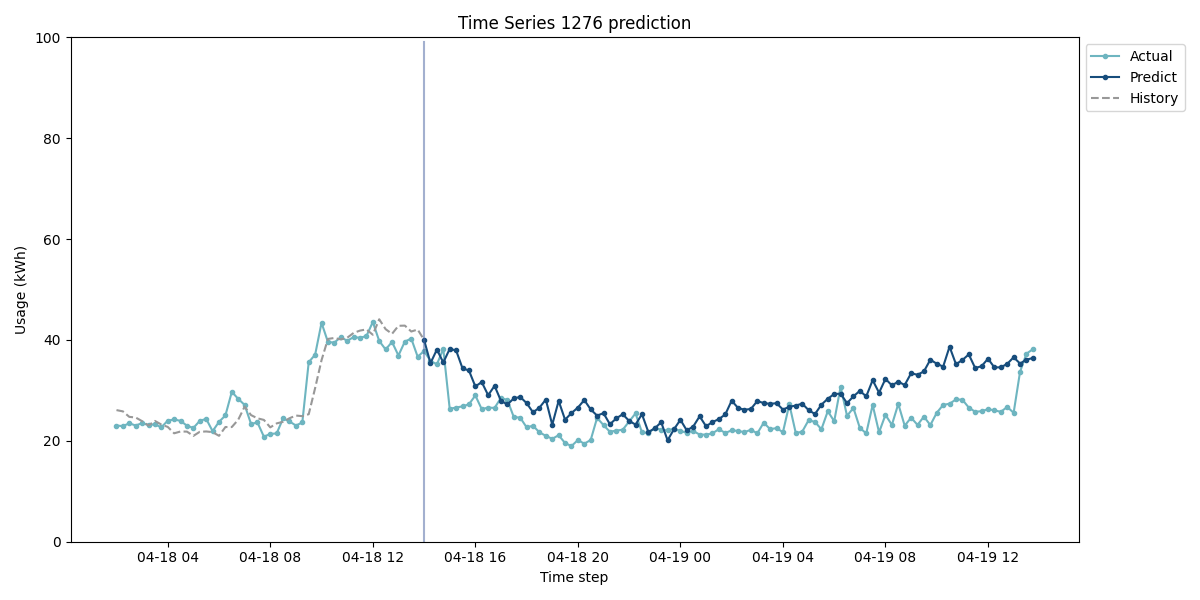 Time Series 1276 prediction
100
80
60
40
20
0
Usage (kWh)
04-18 04
04-18 08
04-18 12
04-18 16
04-18 20
04-19 00
04-19 04
04-19 08
04-19 12
Time step
Actual
Predict
History